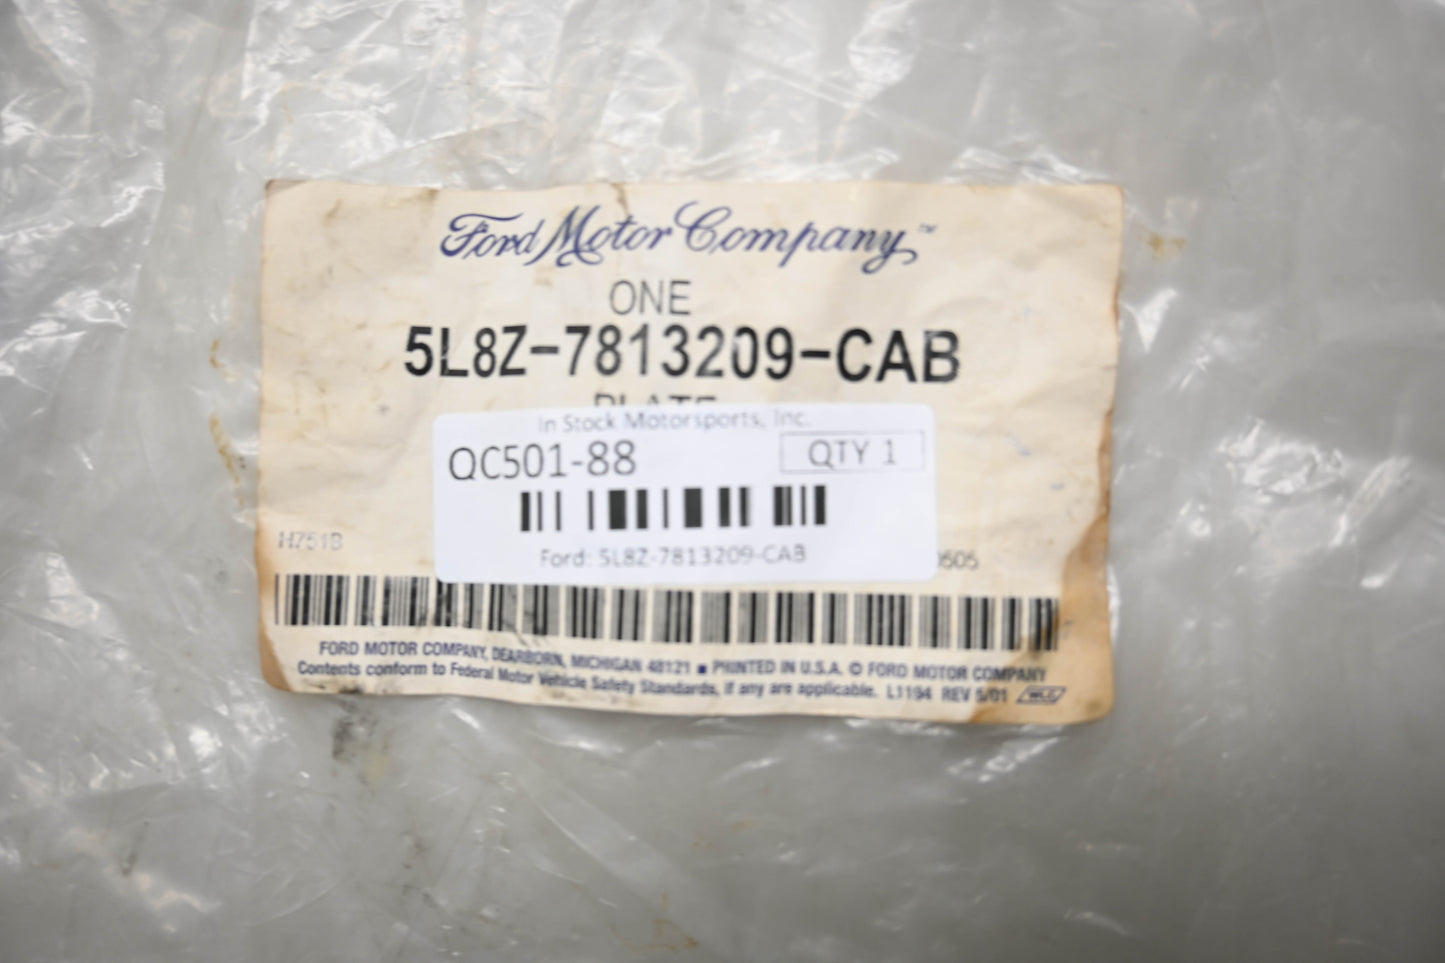 Ford Motor Company™
ONE
5L8Z-7813209-CAB
PLATE
In Stock Motorsports, Inc.
QC501-88
QTY 1
Ford: 5L8Z-7813209-CAB
FORD MOTOR COMPANY, DEARBORN, MICHIGAN 48121 ■ PRINTED IN U.S.A. © FORD MOTOR COMPANY
Contents conform to Federal Motor Vehicle Safety Standards, if any are applicable. L1194 REV 5/01